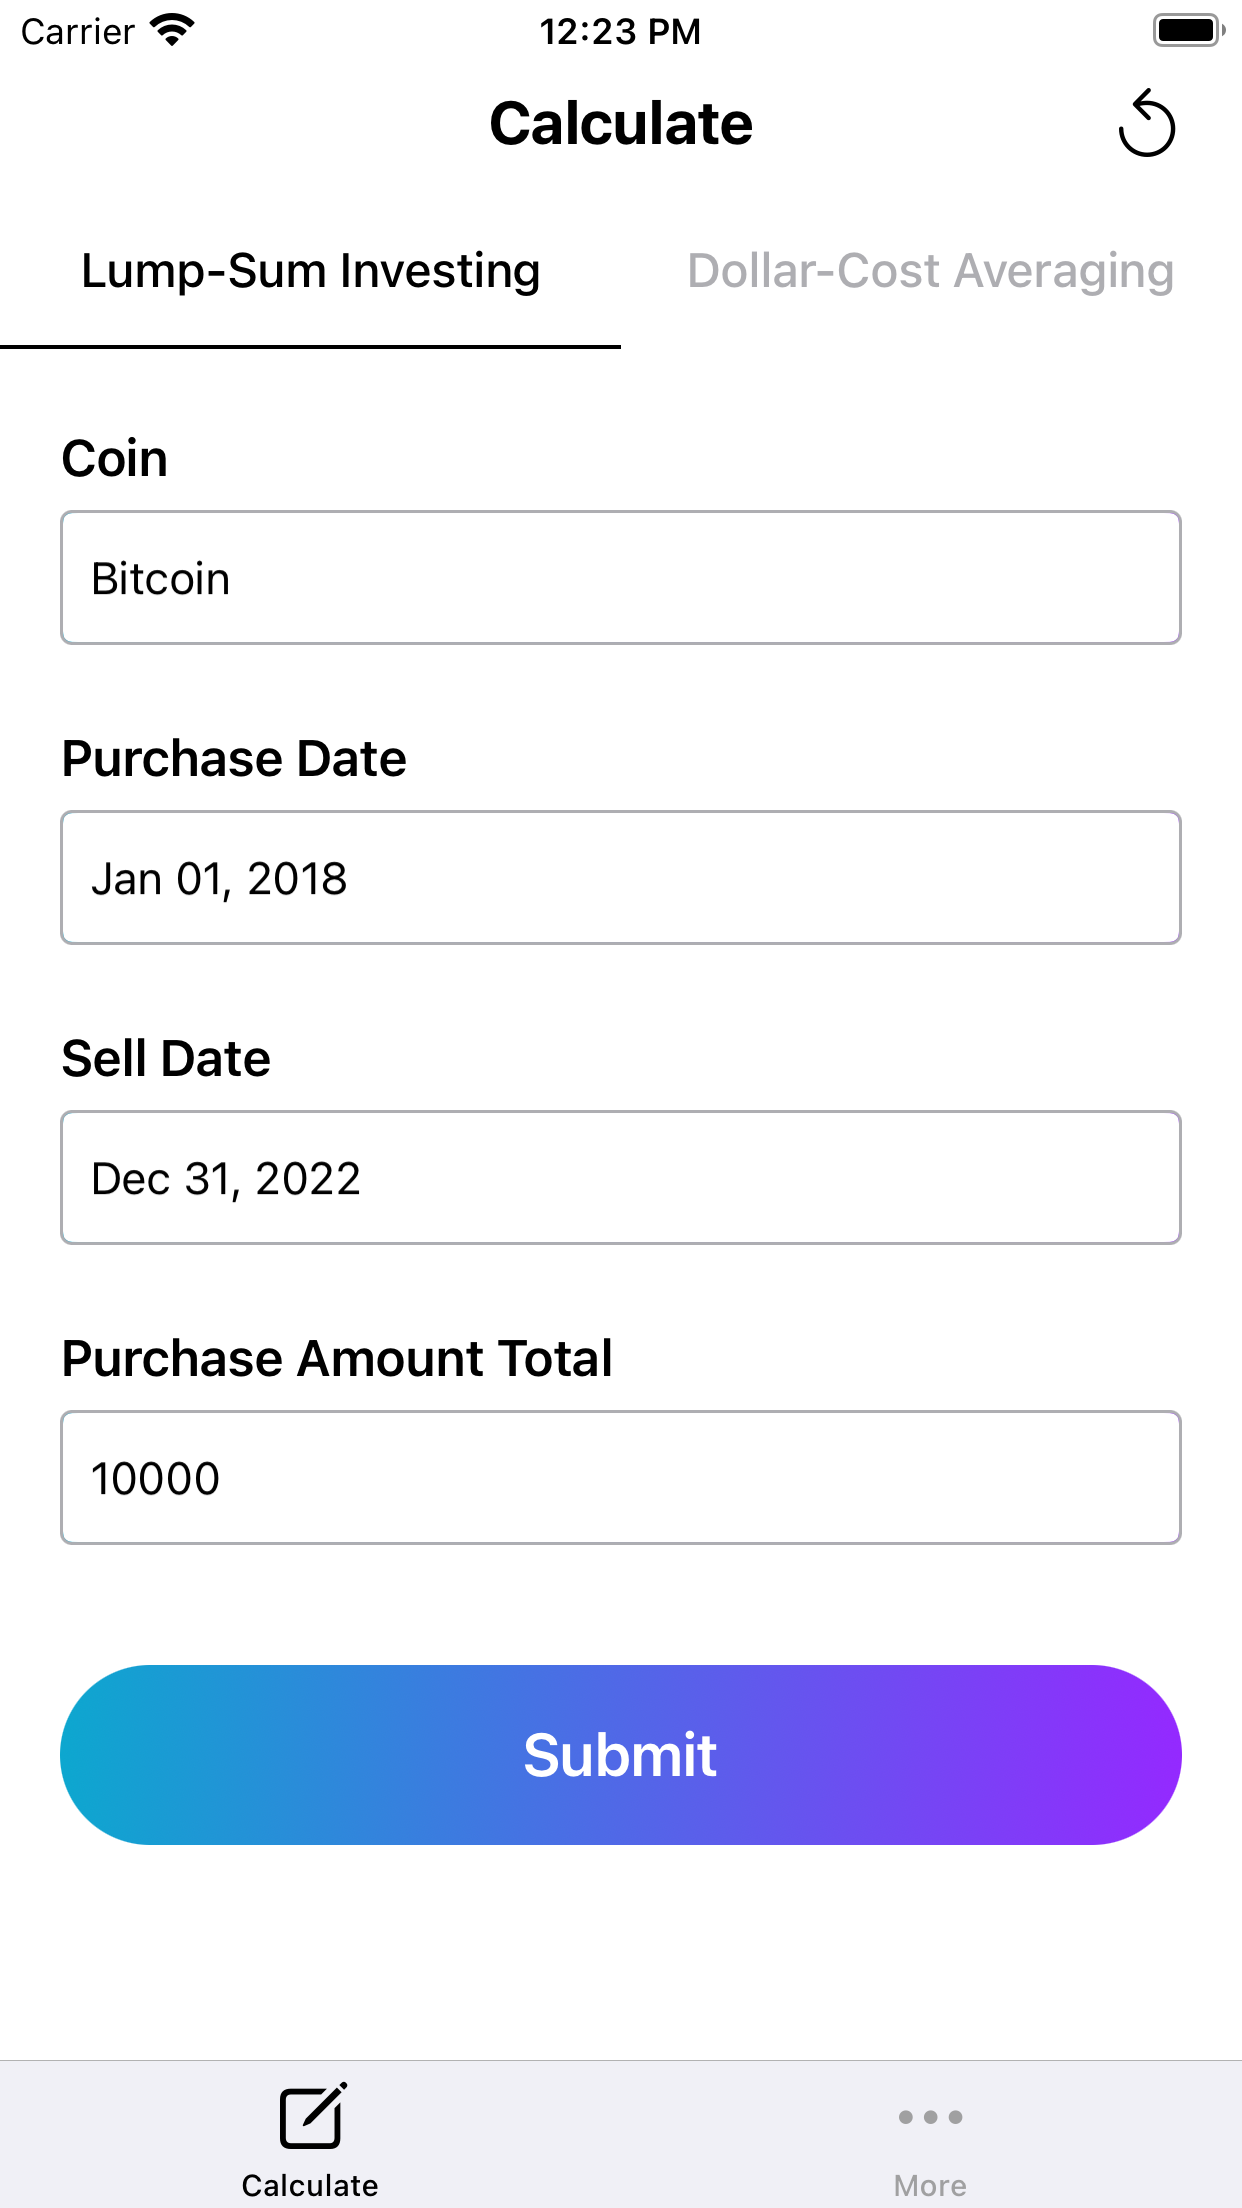 Carrier 12:23 PM
Calculate
Lump-Sum Investing Dollar-Cost Averaging
Coin
Bitcoin
Purchase Date
Jan 01, 2018
Sell Date
Dec 31, 2022
Purchase Amount Total
10000
Submit
Calculate More